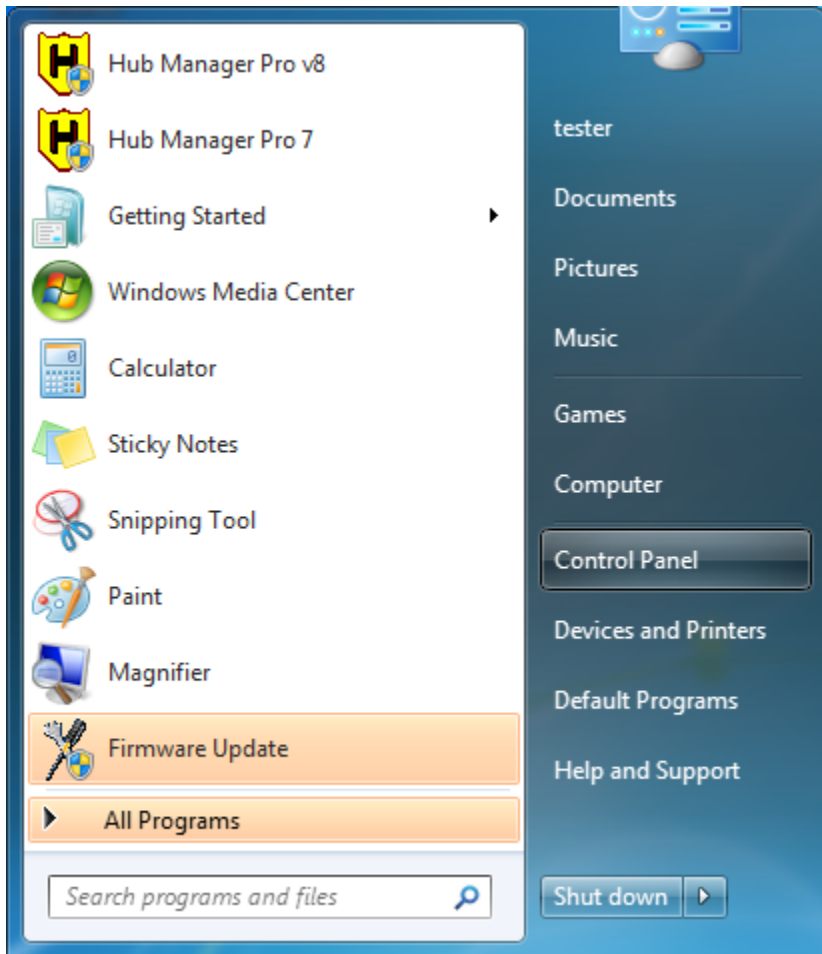 Hub Manager Pro v8
Hub Manager Pro 7
Getting Started
Windows Media Center
Calculator
Sticky Notes
Snipping Tool
Paint
Magnifier
Firmware Update
All Programs
Search programs and files
tester
Documents
Pictures
Music
Games
Computer
Control Panel
Devices and Printers
Default Programs
Help and Support
Shut down